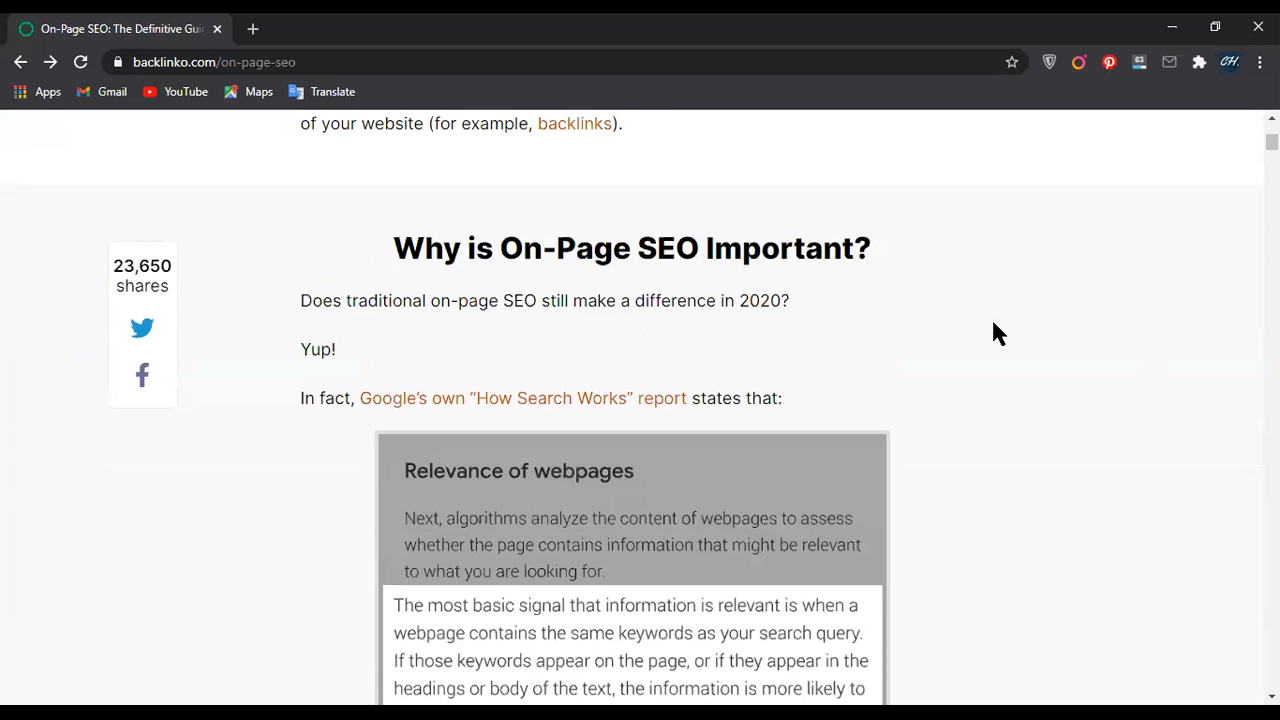 On-Page SEO: The Definitive Gui
backlinko.com/on-page-seo
63
CH
Apps Gmail YouTube Maps Translate
of your website (for example, backlinks).
Why is On-Page SEO Important?
23,650
shares
Does traditional on-page SEO still make a difference in 2020?
Yup!
In fact, Google’s own “How Search Works” report states that:
Relevance of webpages
Next, algorithms analyze the content of webpages to assess
whether the page contains information that might be relevant
to what you are looking for.
The most basic signal that information is relevant is when a
webpage contains the same keywords as your search query.
If those keywords appear on the page, or if they appear in the
headings or body of the text, the information is more likely to